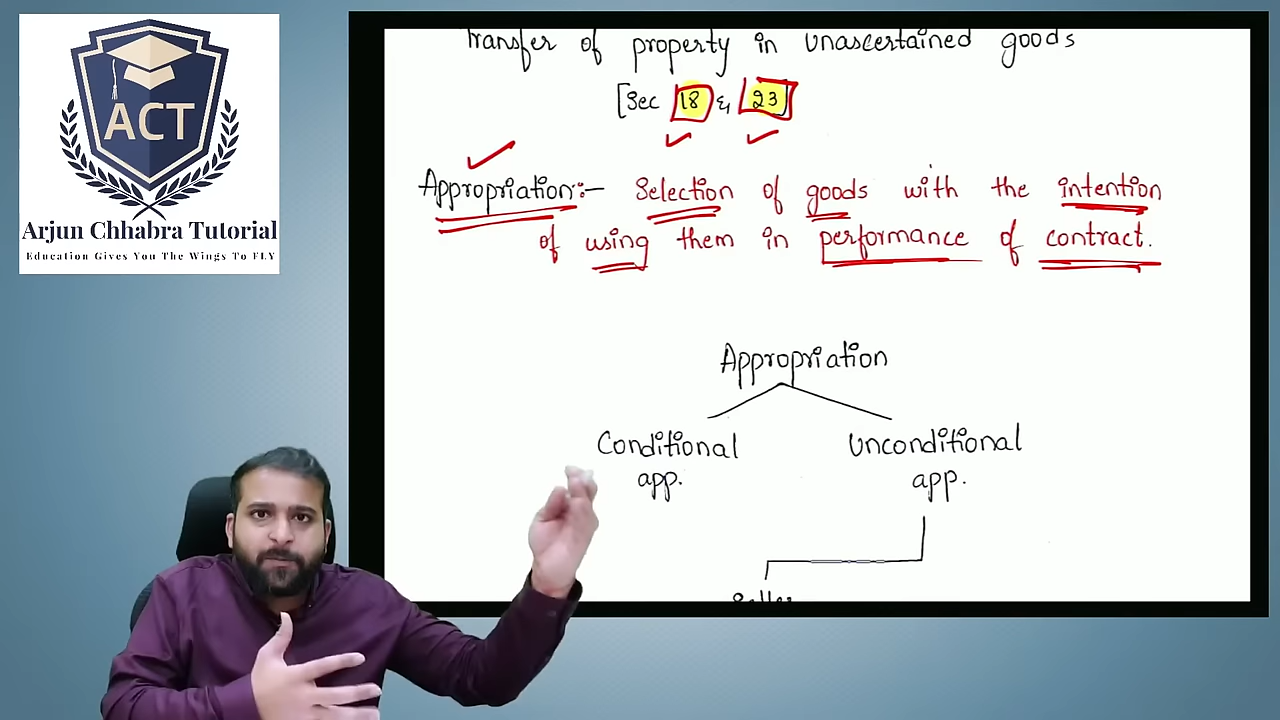 ACT
Arjun Chhabra Tutorial
Education Gives You The Wings To FLY
Transfer of property in unascertained goods
[Sec 18 & 23]
Appropriation:- Selection of goods with the intention
of using them in performance of contract.
Appropriation
Conditional app.
Unconditional app.